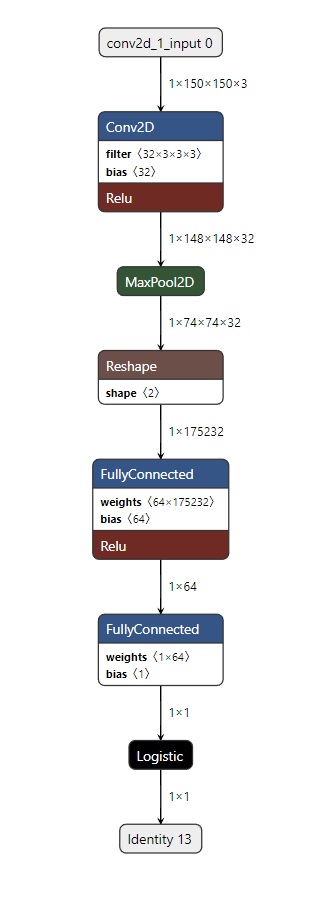 conv2d_1_input 0
1×150×150×3
Conv2D
filter 〈32×3×3×3〉
bias 〈32〉
Relu
1×148×148×32
MaxPool2D
1×74×74×32
Reshape
shape 〈2〉
1×175232
FullyConnected
weights 〈64×175232〉
bias 〈64〉
Relu
1×64
FullyConnected
weights 〈1×64〉
bias 〈1〉
1×1
Logistic
1×1
Identity 13